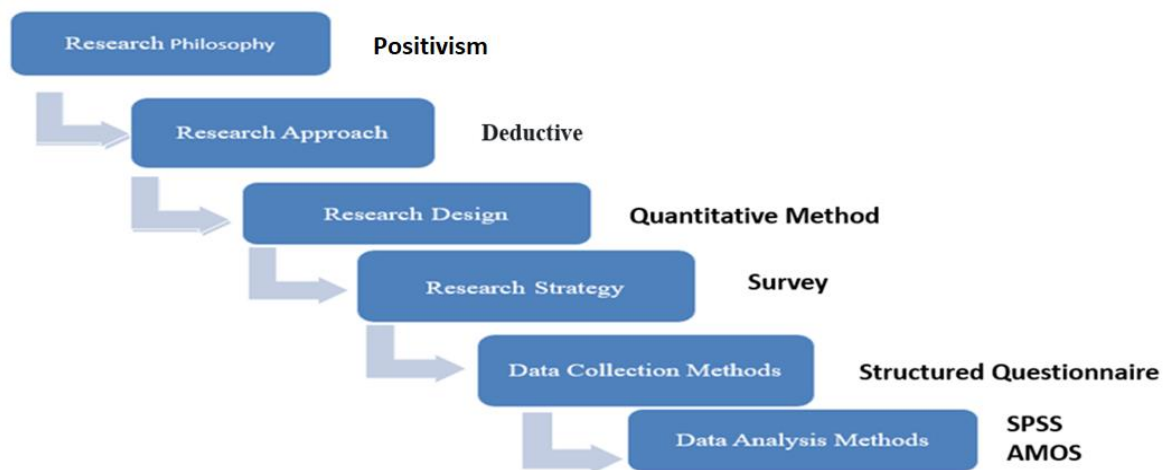 Research Philosophy
Positivism
Research Approach
Deductive
Research Design
Quantitative Method
Research Strategy
Survey
Data Collection Methods
Structured Questionnaire
Data Analysis Methods
SPSS
AMOS